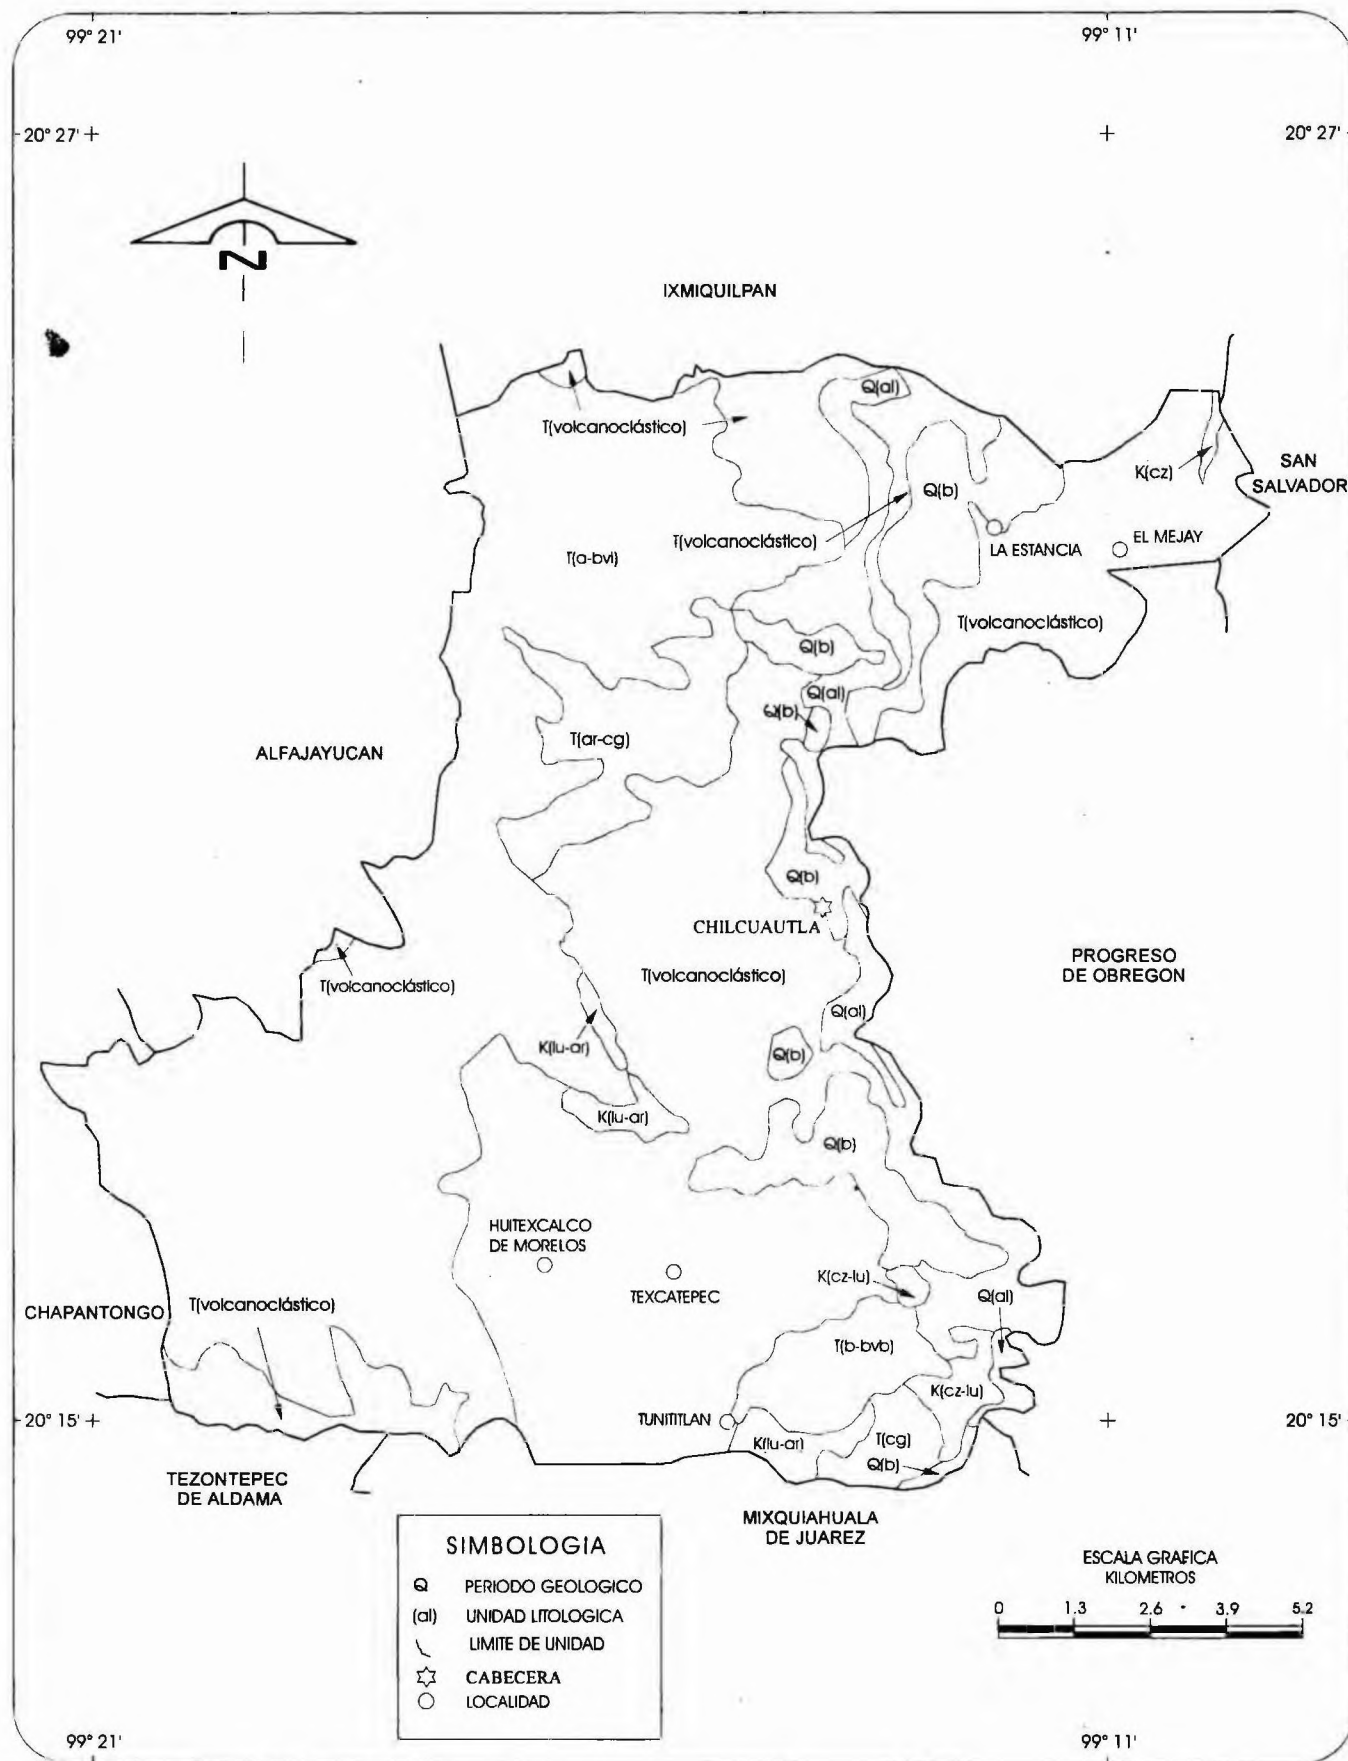 99° 21'
99° 11'
20° 27'
20° 27'
N
IXMIQUILPAN
Q(al)
T(volcanoclástico)
K(cz)
SAN
SALVADOR
Q(b)
T(volcanoclástico)
LA ESTANCIA
EL MEJAY
T(a-bvi)
T(volcanoclástico)
Q(b)
Q(al)
Q(b)
T(ar-cg)
ALFAJAYUCAN
Q(b)
CHILCUAUTLA
PROGRESO
DE OBREGON
T(volcanoclástico)
T(volcanoclástico)
Q(al)
K(lu-ar)
Q(b)
K(lu-ar)
Q(b)
HUITEXCALCO
DE MORELOS
TEXCATEPEC
K(cz-lu)
Q(al)
CHAPANTONGO
T(volcanoclástico)
T(b-bvb)
K(cz-lu)
20° 15'
TUNITITLAN
20° 15'
K(lu-ar)
T(cg)
Q(b)
TEZONTEPEC
DE ALDAMA
MIXQUIAHUALA
DE JUAREZ
SIMBOLOGIA
Q PERIODO GEOLOGICO
(al) UNIDAD LITOLOGICA
LIMITE DE UNIDAD
CABECERA
LOCALIDAD
ESCALA GRAFICA
KILOMETROS
0 1.3 2.6 3.9 5.2
99° 21'
99° 11'